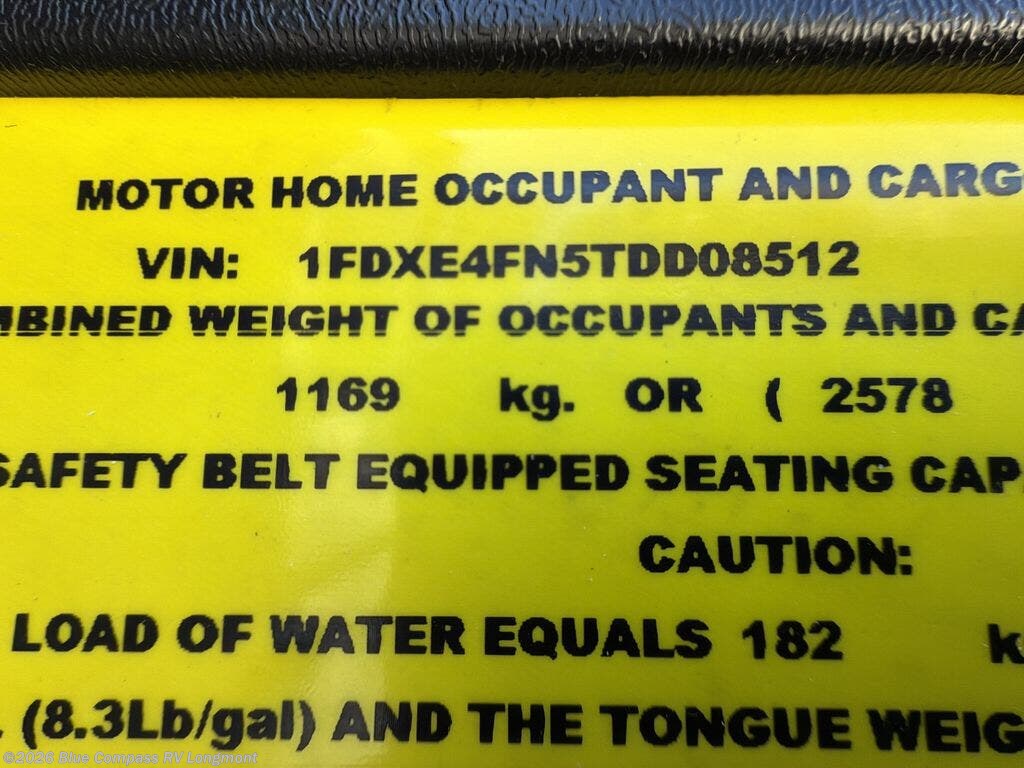 MOTOR HOME OCCUPANT AND CARG
VIN: 1FDXE4FN5TDD08512
MBINED WEIGHT OF OCCUPANTS AND CA
1169 kg. OR ( 2578
SAFETY BELT EQUIPPED SEATING CAP
CAUTION:
LOAD OF WATER EQUALS 182 k
. (8.3Lb/gal) AND THE TONGUE WEIG
©2026 Blue Compass RV Longmont